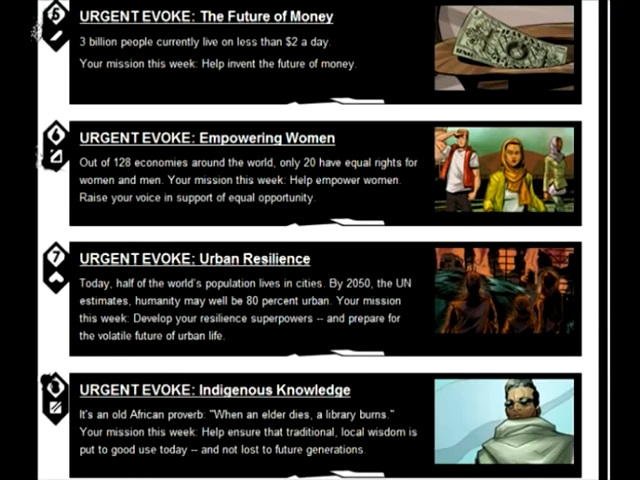 5
URGENT EVOKE: The Future of Money
3 billion people currently live on less than $2 a day.
Your mission this week: Help invent the future of money.
6
URGENT EVOKE: Empowering Women
Out of 128 economies around the world, only 20 have equal rights for
women and men. Your mission this week: Help empower women.
Raise your voice in support of equal opportunity.
7
URGENT EVOKE: Urban Resilience
Today, half of the world's population lives in cities. By 2050, the UN
estimates, humanity may well be 80 percent urban. Your mission
this week: Develop your resilience superpowers -- and prepare for
the volatile future of urban life.
URGENT EVOKE: Indigenous Knowledge
It's an old African proverb: "When an elder dies, a library burns."
Your mission this week: Help ensure that traditional, local wisdom is
put to good use today -- and not lost to future generations.